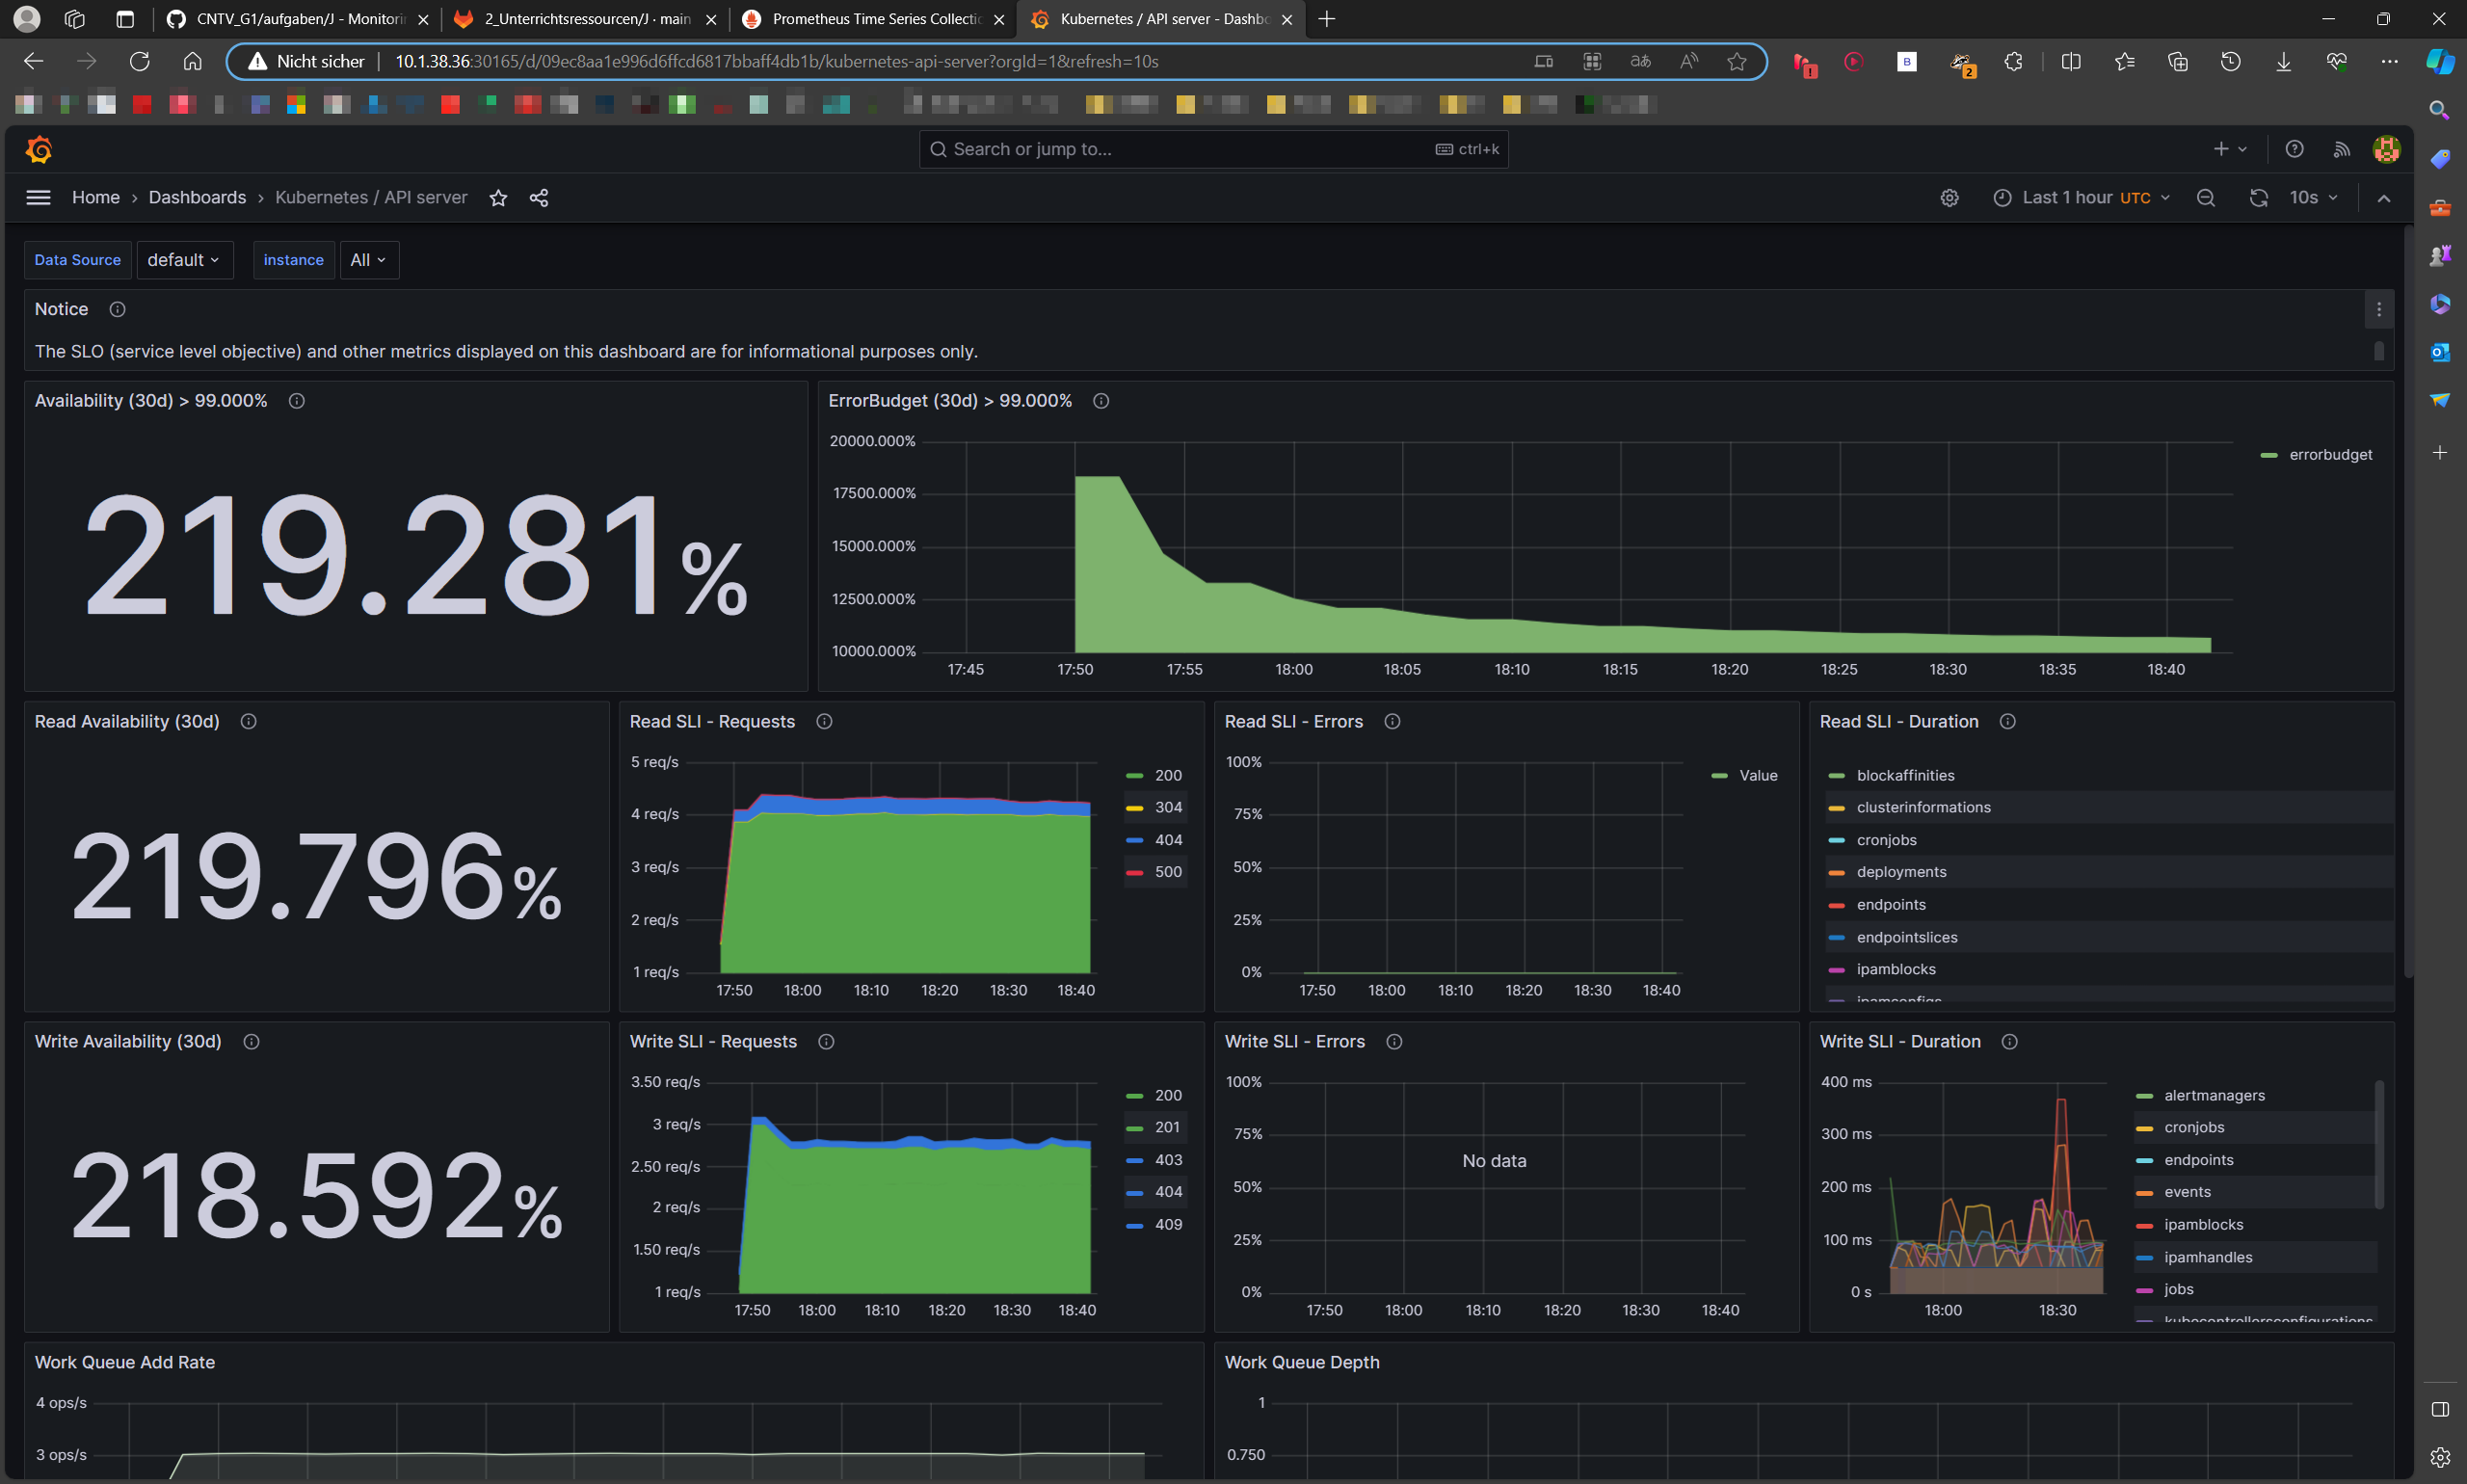 CNTV_G1/aufgaben/J - Monitori
2_Unterrichtsressourcen/J · main
Prometheus Time Series Collectio
Kubernetes / API server - Dashbo
Nicht sicher
10.1.38.36:30165/d/09ec8aa1e996d6ffcd6817bbaff4db1b/kubernetes-api-server?orgId=1&refresh=10s
Search or jump to...
ctrl+k
Home › Dashboards › Kubernetes / API server
Last 1 hour UTC
10s
Data Source
default
instance
All
Notice
The SLO (service level objective) and other metrics displayed on this dashboard are for informational purposes only.
Availability (30d) > 99.000%
219.281%
ErrorBudget (30d) > 99.000%
20000.000%
17500.000%
15000.000%
12500.000%
10000.000%
17:45 17:50 17:55 18:00 18:05 18:10 18:15 18:20 18:25 18:30 18:35 18:40
errorbudget
Read Availability (30d)
219.796%
Read SLI - Requests
5 req/s
4 req/s
3 req/s
2 req/s
1 req/s
17:50 18:00 18:10 18:20 18:30 18:40
200
304
404
500
Read SLI - Errors
100%
75%
50%
25%
0%
17:50 18:00 18:10 18:20 18:30 18:40
Value
Read SLI - Duration
blockaffinities
clusterinformations
cronjobs
deployments
endpoints
endpointslices
ipamblocks
ipamconfigs
Write Availability (30d)
218.592%
Write SLI - Requests
3.50 req/s
3 req/s
2.50 req/s
2 req/s
1.50 req/s
1 req/s
17:50 18:00 18:10 18:20 18:30 18:40
200
201
403
404
409
Write SLI - Errors
100%
75%
50%
25%
0%
No data
17:50 18:00 18:10 18:20 18:30 18:40
Write SLI - Duration
400 ms
300 ms
200 ms
100 ms
0 s
18:00 18:30
alertmanagers
cronjobs
endpoints
events
ipamblocks
ipamhandles
jobs
kubecontrollersconfigurations
Work Queue Add Rate
4 ops/s
3 ops/s
Work Queue Depth
1
0.750